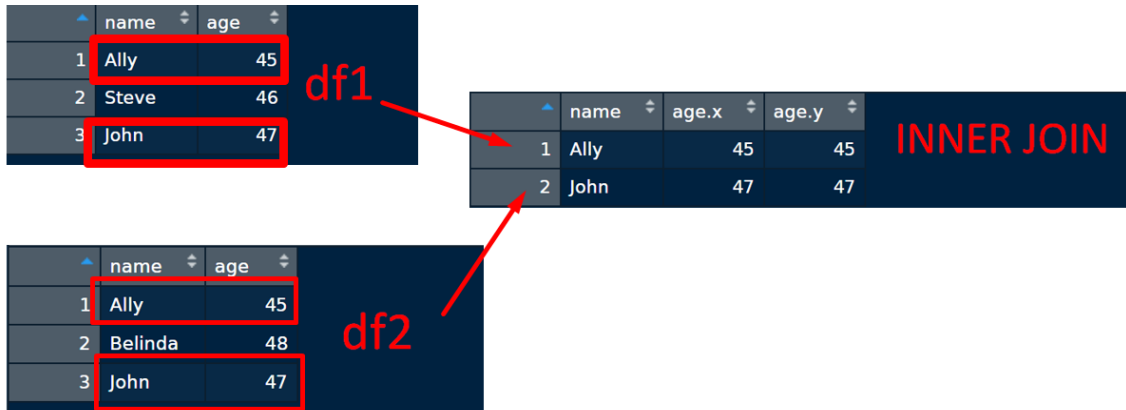 name age
1 Ally 45
2 Steve 46
3 John 47
df1
name age.x age.y
1 Ally 45 45
2 John 47 47
INNER JOIN
name age
1 Ally 45
2 Belinda 48
3 John 47
df2